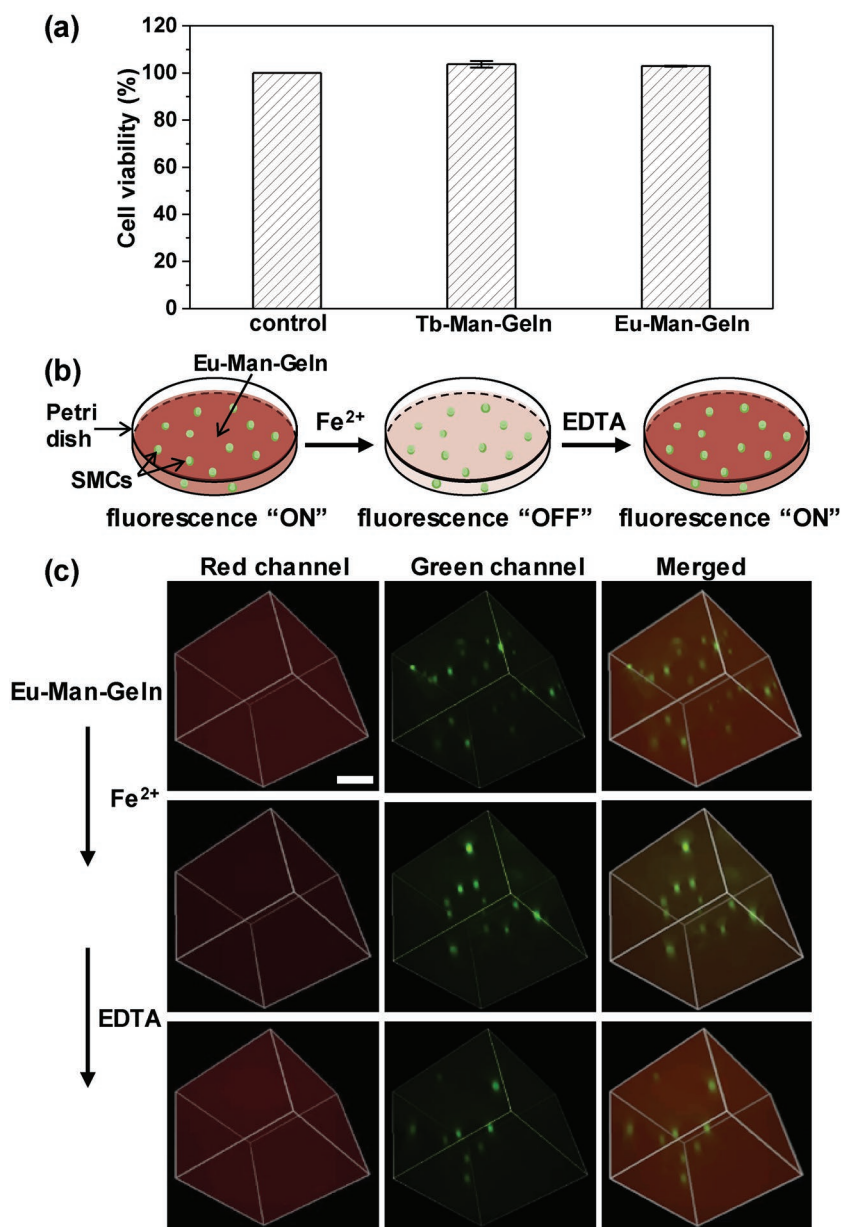 (a)
120
100
80
60
40
20
0
Cell viability (%)
control
Tb-Man-Geln
Eu-Man-Geln
(b)
Eu-Man-Geln
Petri
dish
SMCs
Fe²⁺
EDTA
fluorescence “ON”
fluorescence “OFF”
fluorescence “ON”
(c)
Red channel
Green channel
Merged
Eu-Man-Geln
Fe²⁺
EDTA